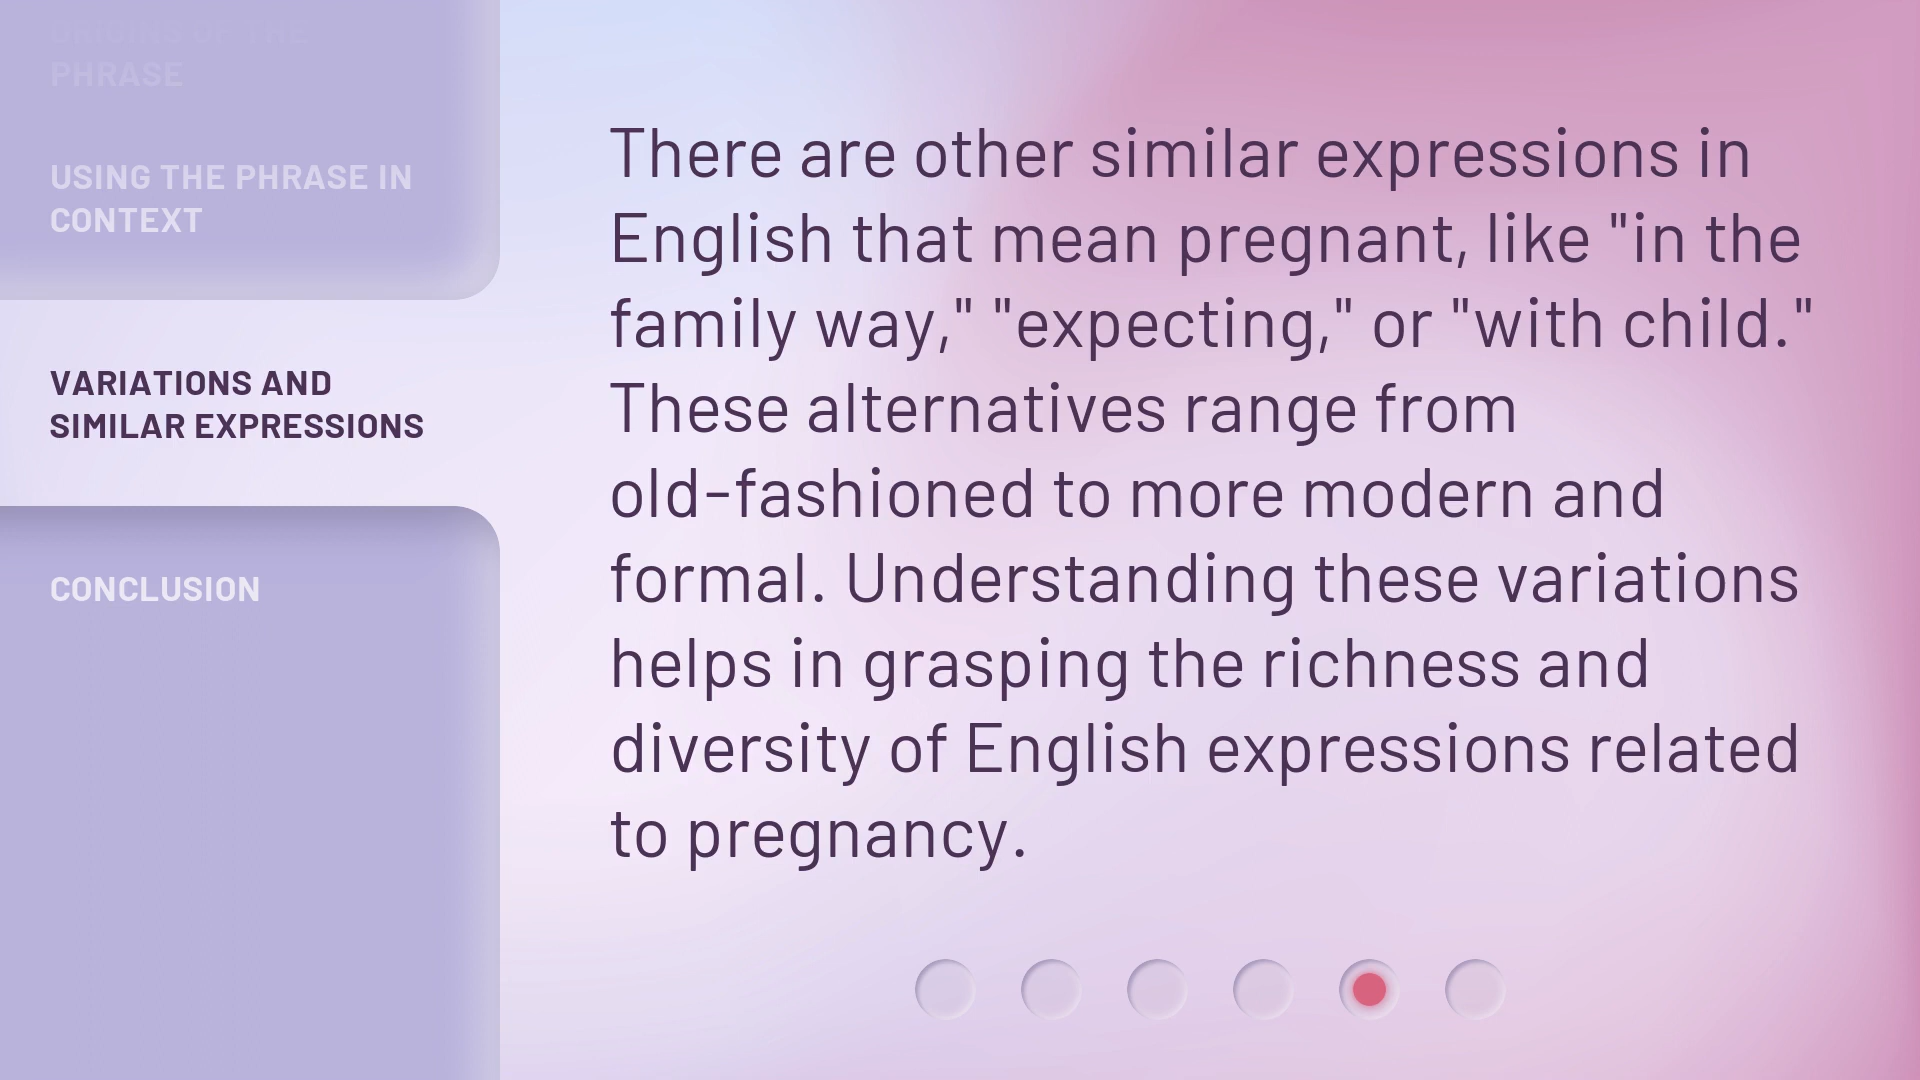 ORIGINS OF THE
PHRASE
USING THE PHRASE IN
CONTEXT
VARIATIONS AND
SIMILAR EXPRESSIONS
CONCLUSION
There are other similar expressions in
English that mean pregnant, like "in the
family way," "expecting," or "with child."
These alternatives range from
old-fashioned to more modern and
formal. Understanding these variations
helps in grasping the richness and
diversity of English expressions related
to pregnancy.